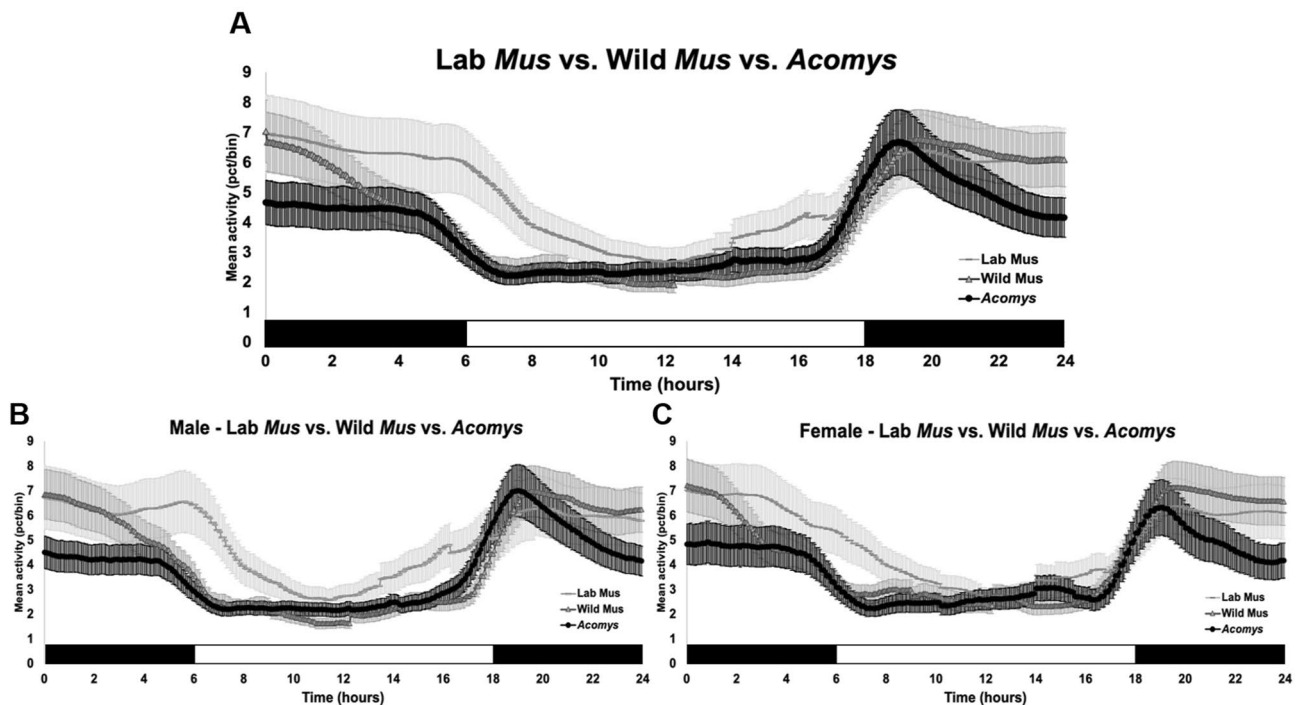 A
Lab Mus vs. Wild Mus vs. Acomys
Mean activity (pct/bin)
9
8
7
6
5
4
3
2
1
0
Lab Mus
Wild Mus
Acomys
0 2 4 6 8 10 12 14 16 18 20 22 24
Time (hours)
B
Male - Lab Mus vs. Wild Mus vs. Acomys
Mean activity (pct/bin)
9
8
7
6
5
4
3
2
1
0
Lab Mus
Wild Mus
Acomys
0 2 4 6 8 10 12 14 16 18 20 22 24
Time (hours)
C
Female - Lab Mus vs. Wild Mus vs. Acomys
Mean activity (pct/bin)
9
8
7
6
5
4
3
2
1
0
Lab Mus
Wild Mus
Acomys
0 2 4 6 8 10 12 14 16 18 20 22 24
Time (hours)